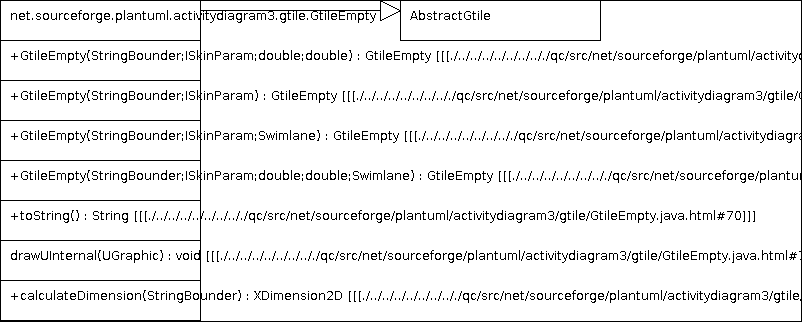 net.sourceforge.plantuml.activitydiagram3.gtile.GtileEmpty
AbstractGtile
+GtileEmpty(StringBounder;ISkinParam;double;double) : GtileEmpty [[[./../../../../../../../../qc/src/net/sourceforge/plantuml/activityd
+GtileEmpty(StringBounder;ISkinParam) : GtileEmpty [[[./../../../../../../../../qc/src/net/sourceforge/plantuml/activitydiagram3/gtile/G
+GtileEmpty(StringBounder;ISkinParam;Swimlane) : GtileEmpty [[[./../../../../../../../../qc/src/net/sourceforge/plantuml/activitydiagra
+GtileEmpty(StringBounder;ISkinParam;double;double;Swimlane) : GtileEmpty [[[./../../../../../../../../qc/src/net/sourceforge/plantu
+toString() : String [[[./../../../../../../../../qc/src/net/sourceforge/plantuml/activitydiagram3/gtile/GtileEmpty.java.html#70]]]
drawUInternal(UGraphic) : void [[[./../../../../../../../../qc/src/net/sourceforge/plantuml/activitydiagram3/gtile/GtileEmpty.java.html#7
+calculateDimension(StringBounder) : XDimension2D [[[./../../../../../../../../qc/src/net/sourceforge/plantuml/activitydiagram3/gtile/